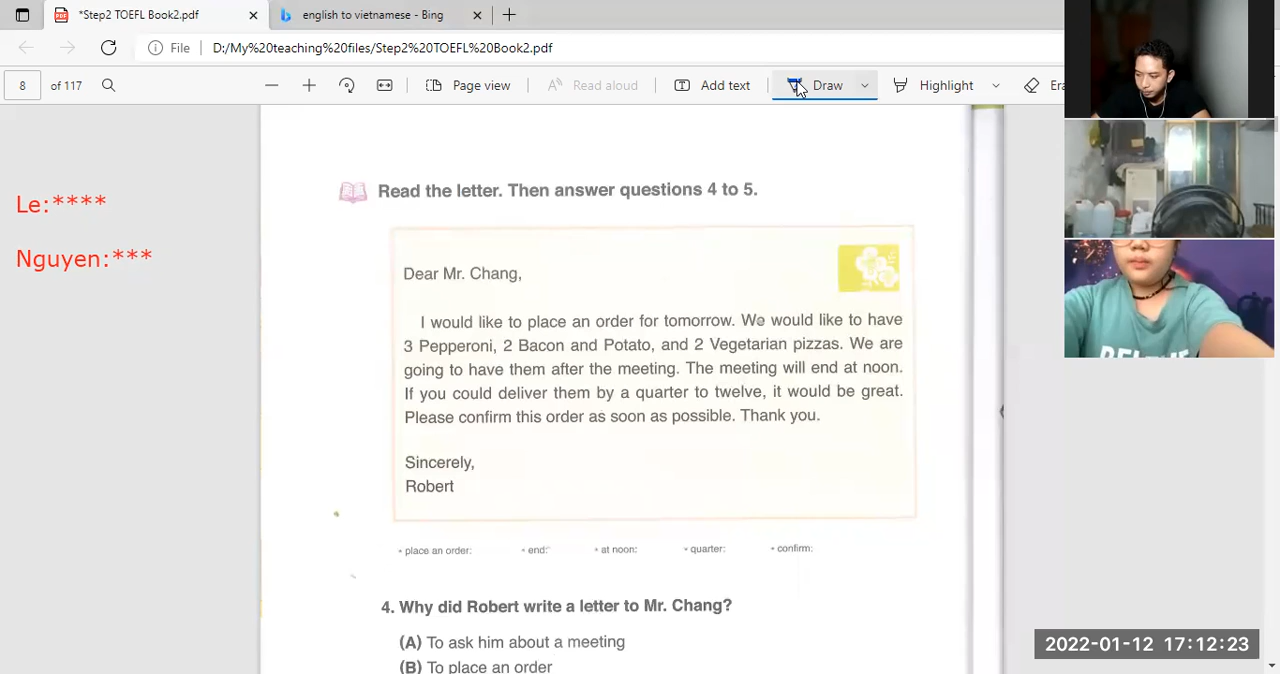 *Step2 TOEFL Book2.pdf
english to vietnamese - Bing
File D:/My%20teaching%20files/Step2%20TOEFL%20Book2.pdf
8 of 117 Page view Read aloud Add text Draw Highlight Era
Le:****
Nguyen:***
Read the letter. Then answer questions 4 to 5.
Dear Mr. Chang,
I would like to place an order for tomorrow. We would like to have
3 Pepperoni, 2 Bacon and Potato, and 2 Vegetarian pizzas. We are
going to have them after the meeting. The meeting will end at noon.
If you could deliver them by a quarter to twelve, it would be great.
Please confirm this order as soon as possible. Thank you.
Sincerely,
Robert
• place an order: • end: • at noon: • quarter: • confirm:
4. Why did Robert write a letter to Mr. Chang?
(A) To ask him about a meeting
(B) To place an order
2022-01-12 17:12:23